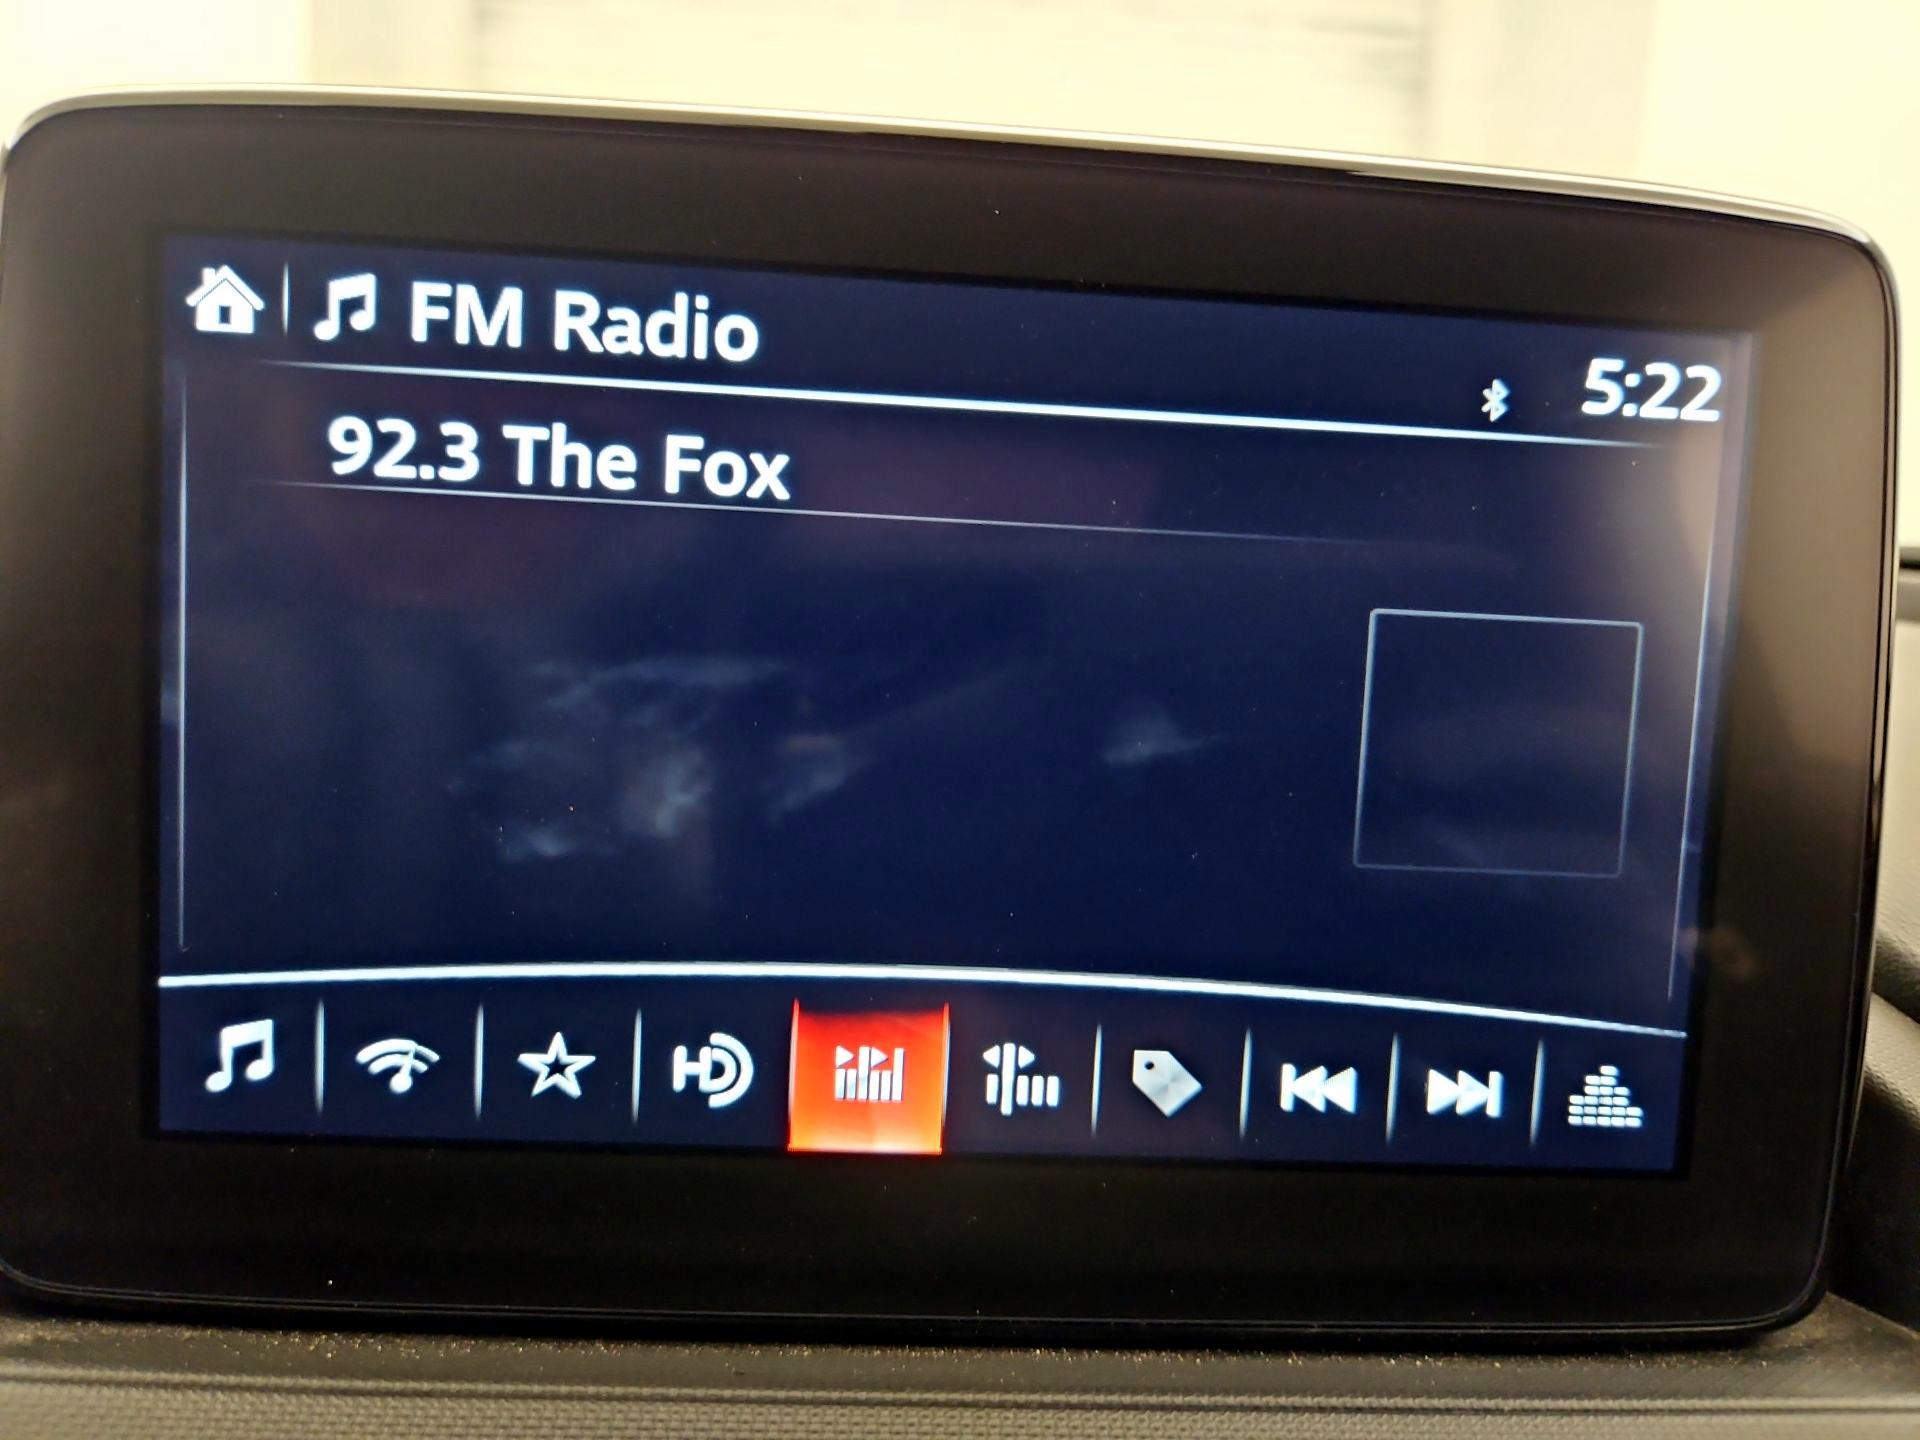 FM Radio
5:22
92.3 The Fox
HD